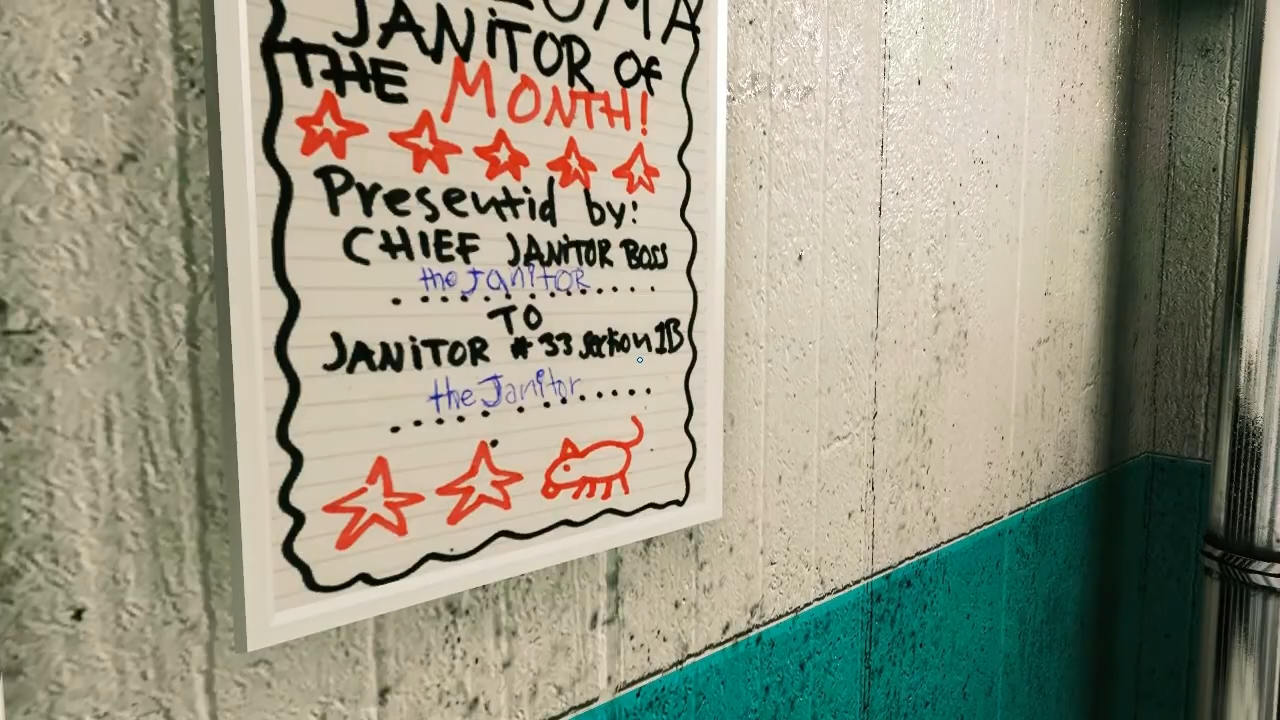 JANiTOR Of
THE MONTH!
Presentid by:
CHIEF JANiTOR BOSS
the JanitOR
TO
JANiTOR # 33 section 1B
the Janitor